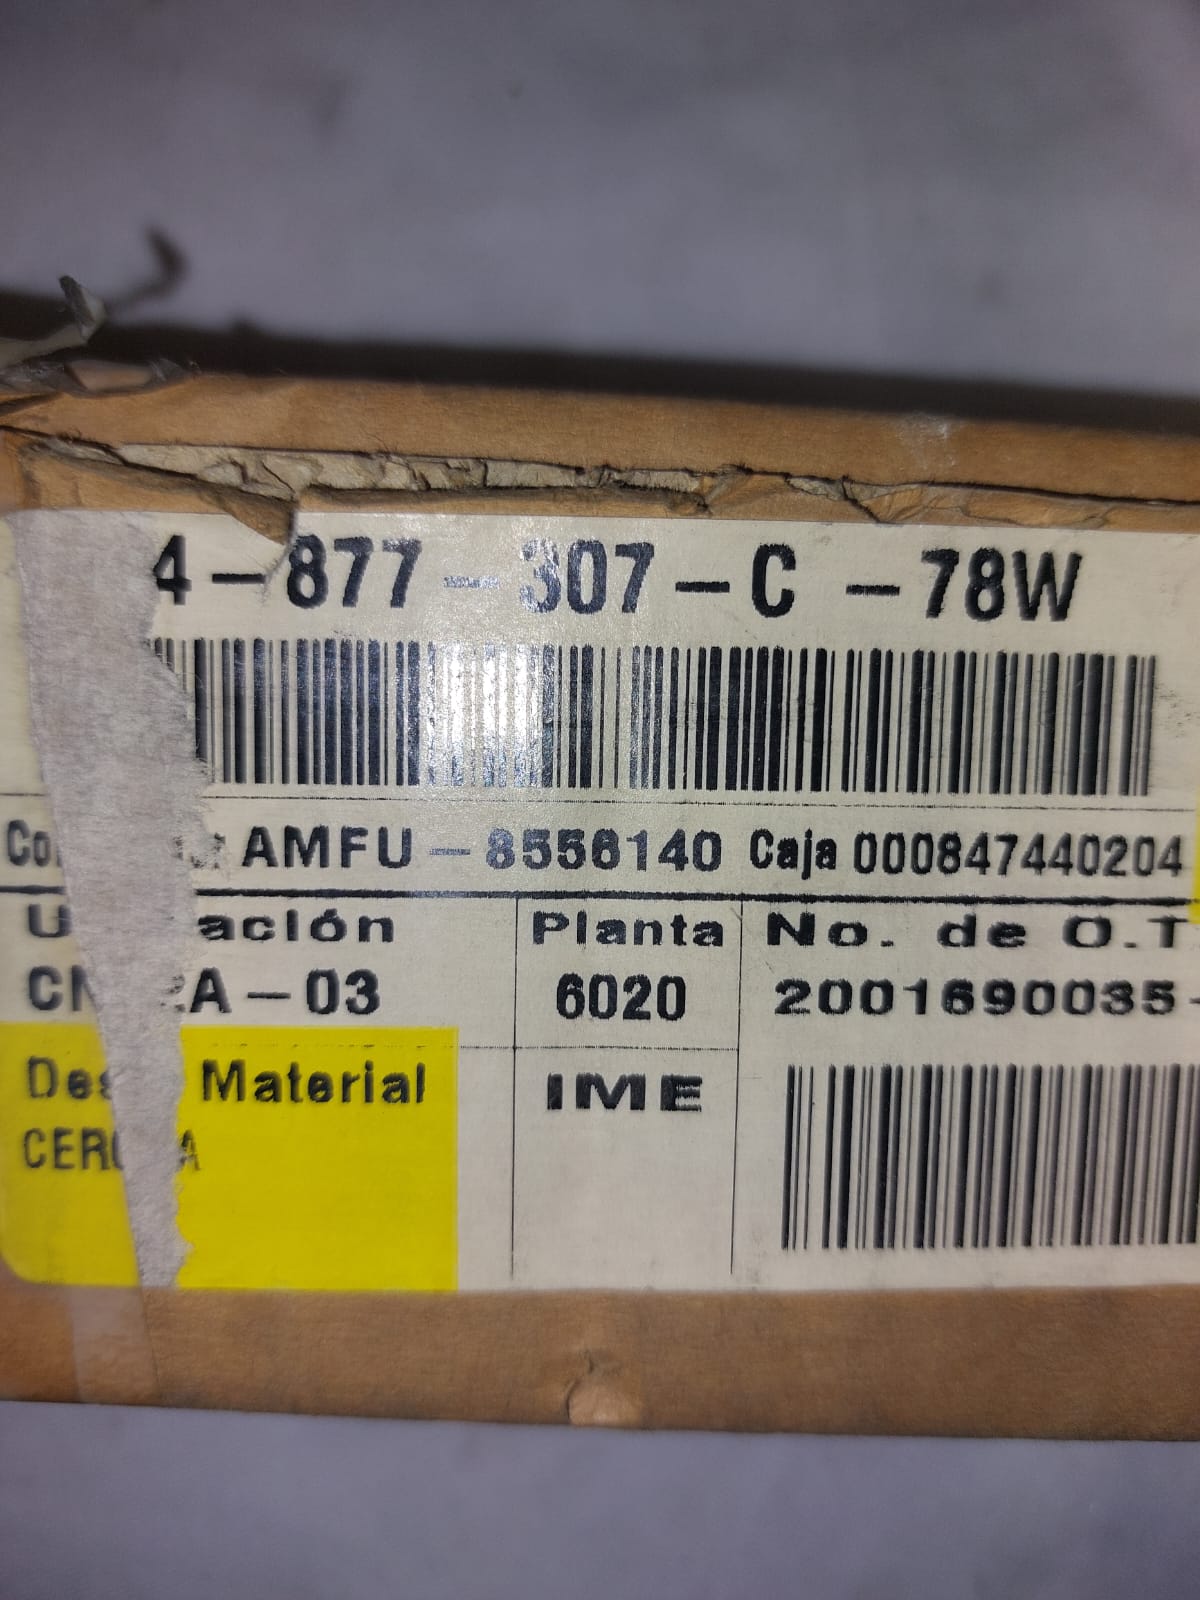 4-877-307-C -78W
AMFU-8556140 Caja 000847440204
Planta No. de O.T
A-03 6020 2001690035-
Material IME